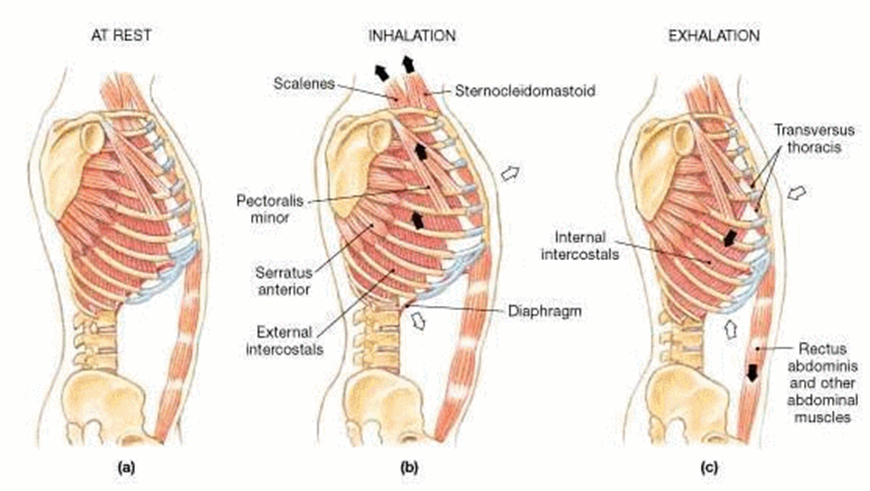 AT REST
INHALATION
EXHALATION
Scalenes
Sternocleidomastoid
Transversus
thoracis
Pectoralis
minor
Internal
intercostals
Serratus
anterior
Diaphragm
External
intercostals
Rectus
abdominis
and other
abdominal
muscles
(a)
(b)
(c)